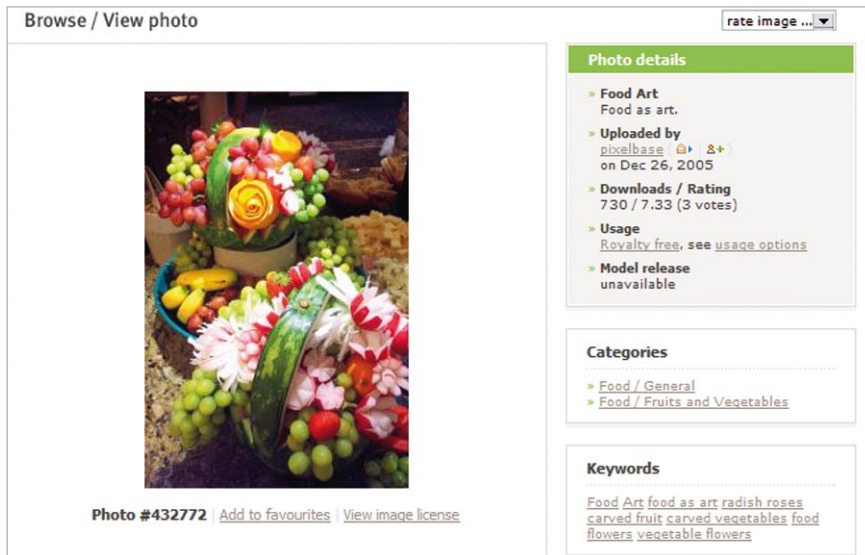 Browse / View photo
rate image ...
Photo details
» Food Art
Food as art.
» Uploaded by
pixelbase ( | )
on Dec 26, 2005
» Downloads / Rating
730 / 7.33 (3 votes)
» Usage
Royalty free, see usage options
» Model release
unavailable
Photo #432772 | Add to favourites | View image license
Categories
» Food / General
» Food / Fruits and Vegetables
Keywords
Food Art food as art radish roses
carved fruit carved vegetables food
flowers vegetable flowers